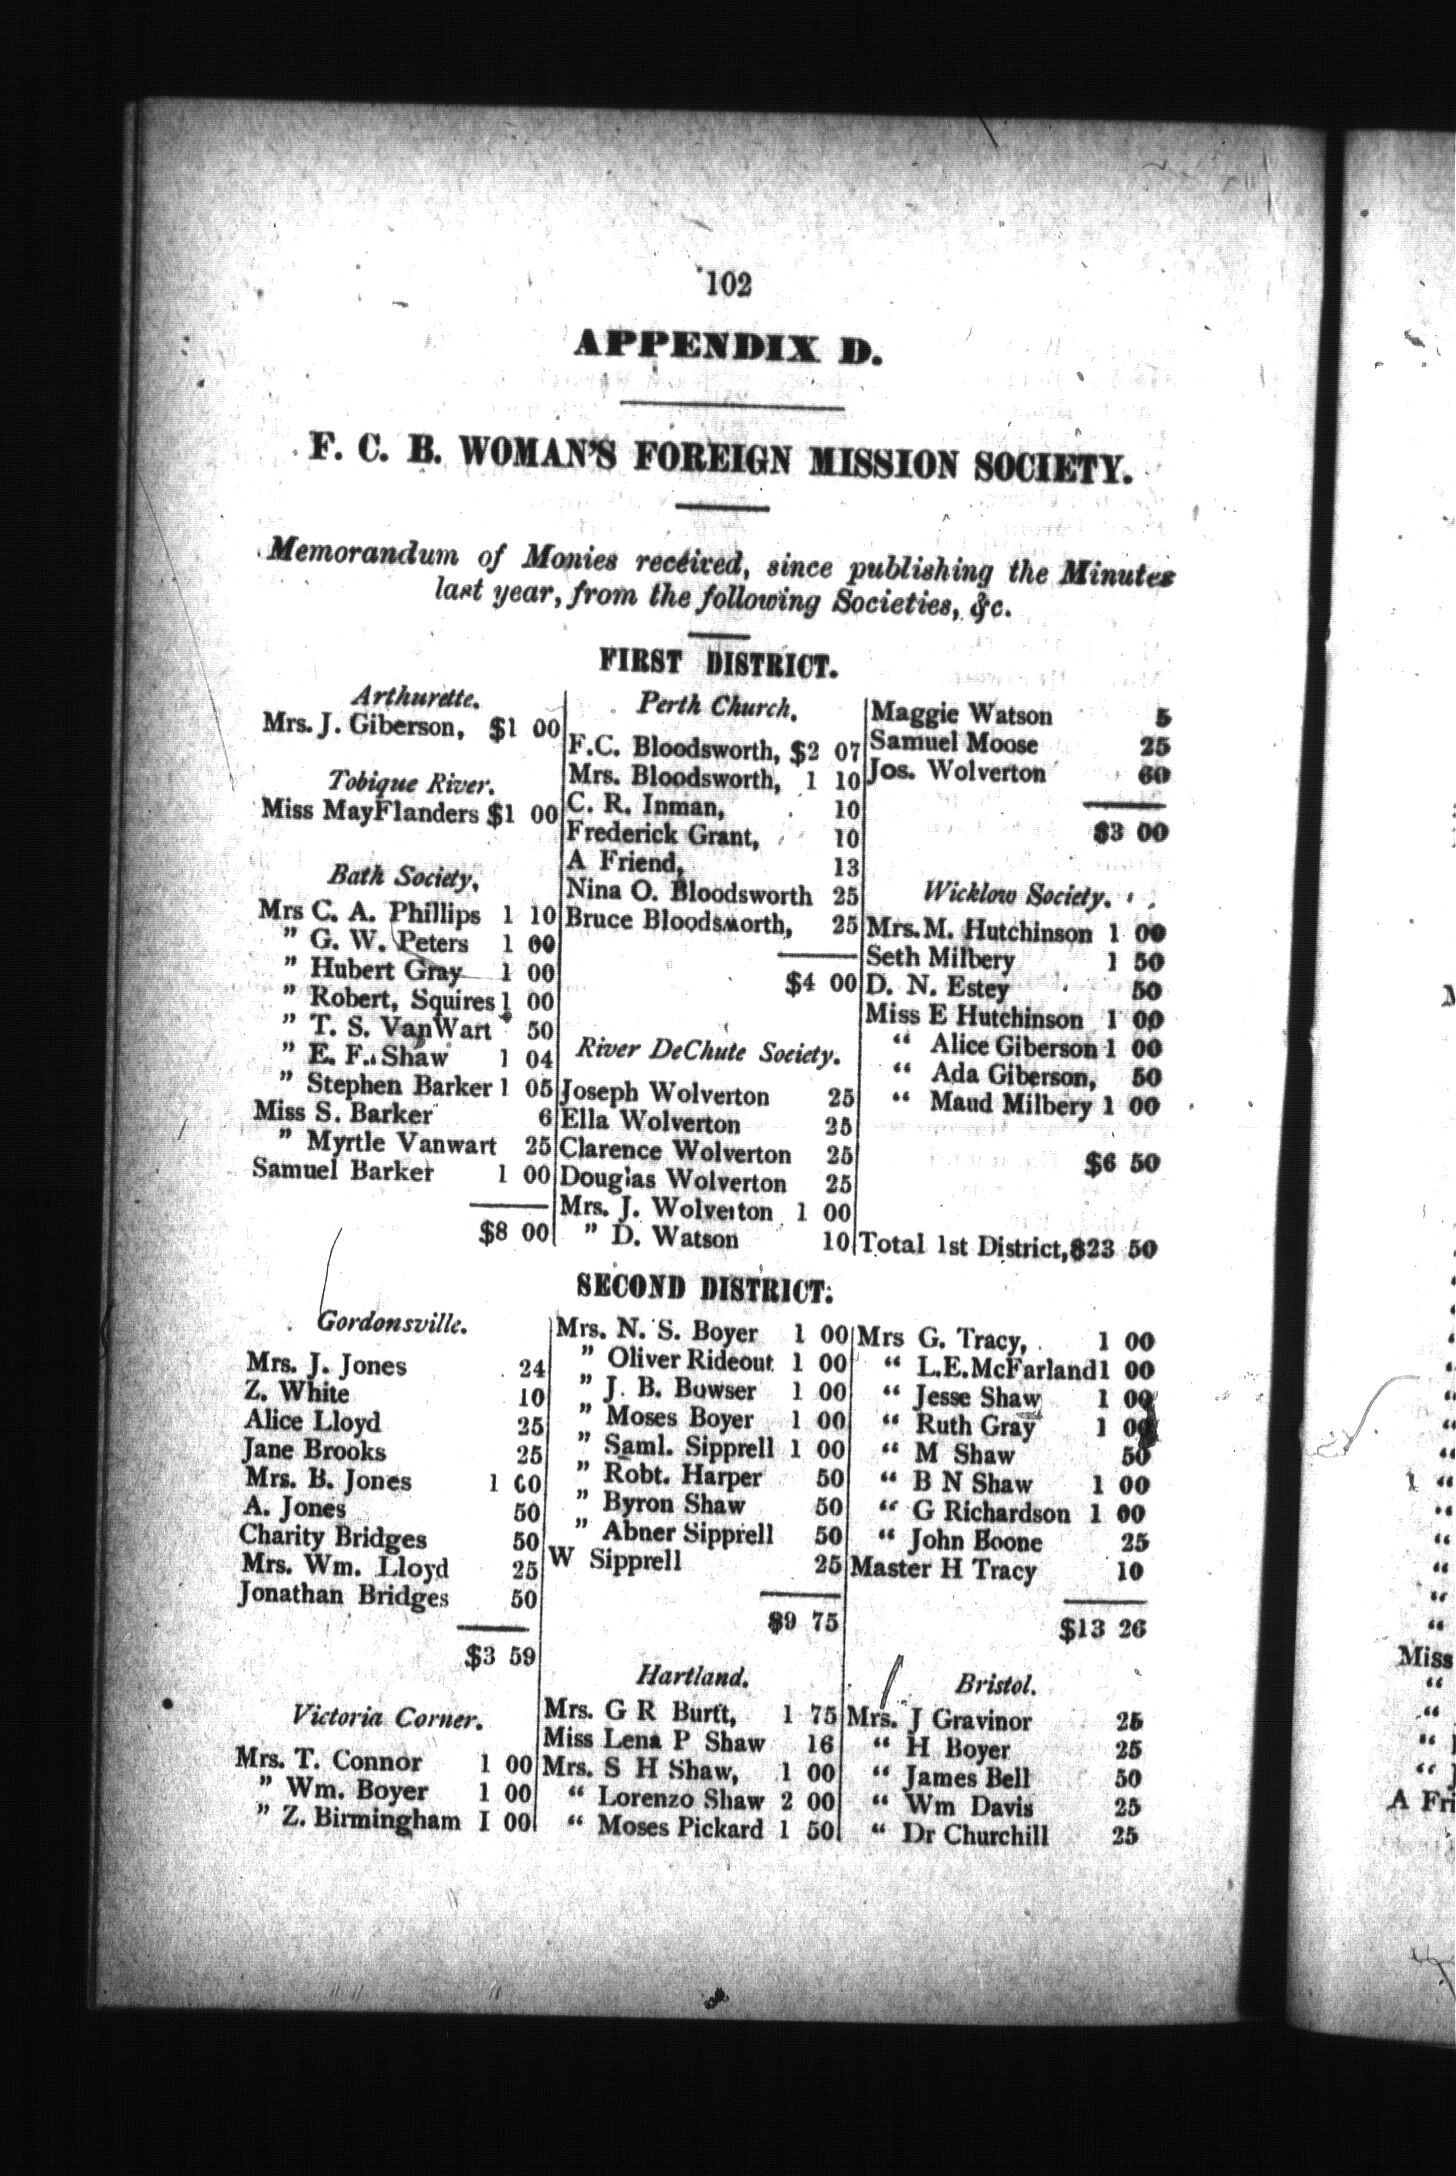 102
APPENDIX D.
F. C. B. WOMAN'S FOREIGN MISSION SOCIETY.
Memorandum of Monies received, since publishing the Minutes
last year, from the following Societies, &c.
FIRST DISTRICT.
Arthurette.
Mrs. J. Giberson, $1 00
Tobique River.
Miss May Flanders $1 00
Bath Society.
Mrs C. A. Phillips 1 10
" G. W. Peters 1 00
" Hubert Gray 1 00
" Robert, Squires 1 00
" T. S. VanWart 50
" E. F. Shaw 1 04
" Stephen Barker 1 05
Miss S. Barker 6
" Myrtle Vanwart 25
Samuel Barker 1 00
$8 00
Perth Church.
F.C. Bloodsworth, $2 07
Mrs. Bloodsworth, 1 10
C. R. Inman, 10
Frederick Grant, 10
A Friend, 13
Nina O. Bloodsworth 25
Bruce Bloodsworth, 25
$4 00
River DeChute Society.
Joseph Wolverton 25
Ella Wolverton 25
Clarence Wolverton 25
Douglas Wolverton 25
Mrs. J. Wolverton 1 00
" D. Watson 10
Maggie Watson 5
Samuel Moose 25
Jos. Wolverton 60
$3 00
Wicklow Society.
Mrs. M. Hutchinson 1 00
Seth Milbery 1 50
D. N. Estey 50
Miss E Hutchinson 1 00
" Alice Giberson 1 00
" Ada Giberson, 50
" Maud Milbery 1 00
$6 50
Total 1st District, $23 50
SECOND DISTRICT.
Gordonsville.
Mrs. J. Jones 24
Z. White 10
Alice Lloyd 25
Jane Brooks 25
Mrs. B. Jones 1 00
A. Jones 50
Charity Bridges 50
Mrs. Wm. Lloyd 25
Jonathan Bridges 50
$3 59
Victoria Corner.
Mrs. T. Connor 1 00
" Wm. Boyer 1 00
" Z. Birmingham I 00
Mrs. N. S. Boyer 1 00
" Oliver Rideout 1 00
" J. B. Bowser 1 00
" Moses Boyer 1 00
" Saml. Sipprell 1 00
" Robt. Harper 50
" Byron Shaw 50
" Abner Sipprell 50
W Sipprell 25
$9 75
Hartland.
Mrs. G R Burtt, 1 75
Miss Lena P Shaw 16
Mrs. S H Shaw, 1 00
" Lorenzo Shaw 2 00
" Moses Pickard 1 50
Mrs G. Tracy, 1 00
" L.E. McFarland 1 00
" Jesse Shaw 1 00
" Ruth Gray 1 00
" M Shaw 50
" B N Shaw 1 00
" G Richardson 1 00
" John Boone 25
Master H Tracy 10
$13 26
Bristol.
Mrs. J Gravinor 25
" H Boyer 25
" James Bell 50
" Wm Davis 25
" Dr Churchill 25
Miss
A Fri